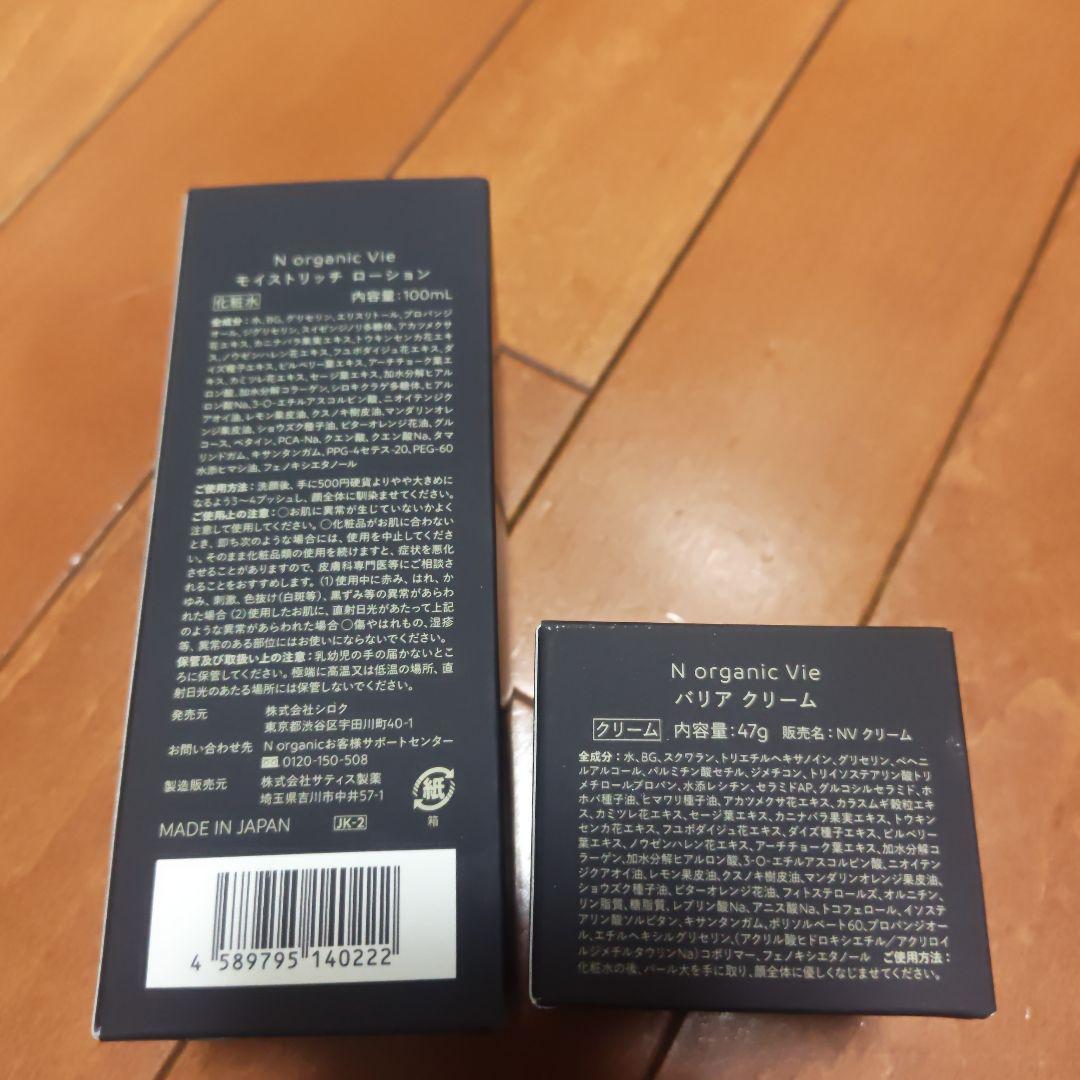 N organic Vie
モイストリッチ ローション
化粧水 内容量:100mL
全成分:水、BG、グリセリン、エリスリトール、プロパンジ
オール、ジグリセリン、スイゼンジノリ多糖体、アカツメクサ
花エキス、カニナバラ果実エキス、トウキンセンカ花エキ
ス、ノウゼンハレン花エキス、フユボダイジュ花エキス、ダ
イズ種子エキス、ビルベリー葉エキス、アーチチョーク葉エ
キス、カミツレ花エキス、セージ葉エキス、加水分解ヒアル
ロン酸、加水分解コラーゲン、シロキクラゲ多糖体、ヒアル
ロン酸Na、3-O-エチルアスコルビン酸、ニオイテンジク
アオイ油、レモン果皮油、クスノキ樹皮油、マンダリンオレ
ンジ果皮油、ショウズク種子油、ビターオレンジ花油、グル
コース、ベタイン、PCA-Na、クエン酸、クエン酸Na、タマ
リンドガム、キサンタンガム、PPG-4セテス-20、PEG-60
水添ヒマシ油、フェノキシエタノール
ご使用方法:洗顔後、手に500円硬貨よりやや大きめに
なるよう3〜4プッシュし、顔全体に馴染ませてください。
ご使用上の注意:○お肌に異常が生じていないかよく
注意して使用してください。○化粧品がお肌に合わない
とき、即ち次のような場合には、使用を中止してくださ
い。そのまま化粧品類の使用を続けますと、症状を悪化
させることがありますので、皮膚科専門医等にご相談さ
れることをおすすめします。(1)使用中に赤み、はれ、か
ゆみ、刺激、色抜け(白斑等)、黒ずみ等の異常があらわ
れた場合 (2)使用したお肌に、直射日光があたって上記
のような異常があらわれた場合 ○傷やはれもの、湿疹
等、異常のある部位にはお使いにならないでください。
保管及び取扱い上の注意:乳幼児の手の届かないとこ
ろに保管してください。極端に高温又は低温の場所、直
射日光のあたる場所には保管しないでください。
発売元 株式会社シロク
東京都渋谷区宇田川町40-1
お問い合わせ先 N organicお客様サポートセンター
0120-150-508
製造販売元 株式会社サティス製薬
埼玉県吉川市中井57-1
紙
箱
MADE IN JAPAN JK-2
4 589795 140222
N organic Vie
バリア クリーム
クリーム 内容量:47g 販売名:NV クリーム
全成分:水、BG、スクワラン、トリエチルヘキサノイン、グリセリン、ベヘニ
ルアルコール、パルミチン酸セチル、ジメチコン、トリイソステアリン酸トリ
メチロールプロパン、水添レシチン、セラミドAP、グルコシルセラミド、ホ
ホバ種子油、ヒマワリ種子油、アカツメクサ花エキス、カラスムギ穀粒エキ
ス、カミツレ花エキス、セージ葉エキス、カニナバラ果実エキス、トウキン
センカ花エキス、フユボダイジュ花エキス、ダイズ種子エキス、ビルベリー
葉エキス、ノウゼンハレン花エキス、アーチチョーク葉エキス、加水分解コ
ラーゲン、加水分解ヒアルロン酸、3-O-エチルアスコルビン酸、ニオイテン
ジクアオイ油、レモン果皮油、クスノキ樹皮油、マンダリンオレンジ果皮油、
ショウズク種子油、ビターオレンジ花油、フィトステロールズ、オルニチン、
リン脂質、糖脂質、レブリン酸Na、アニス酸Na、トコフェロール、イソステ
アリン酸ソルビタン、キサンタンガム、ポリソルベート60、プロパンジオー
ル、エチルヘキシルグリセリン、(アクリル酸ヒドロキシエチル/アクリロイ
ルジメチルタウリンNa)コポリマー、フェノキシエタノール ご使用方法:
化粧水の後、パール大を手に取り、顔全体に優しくなじませてください。